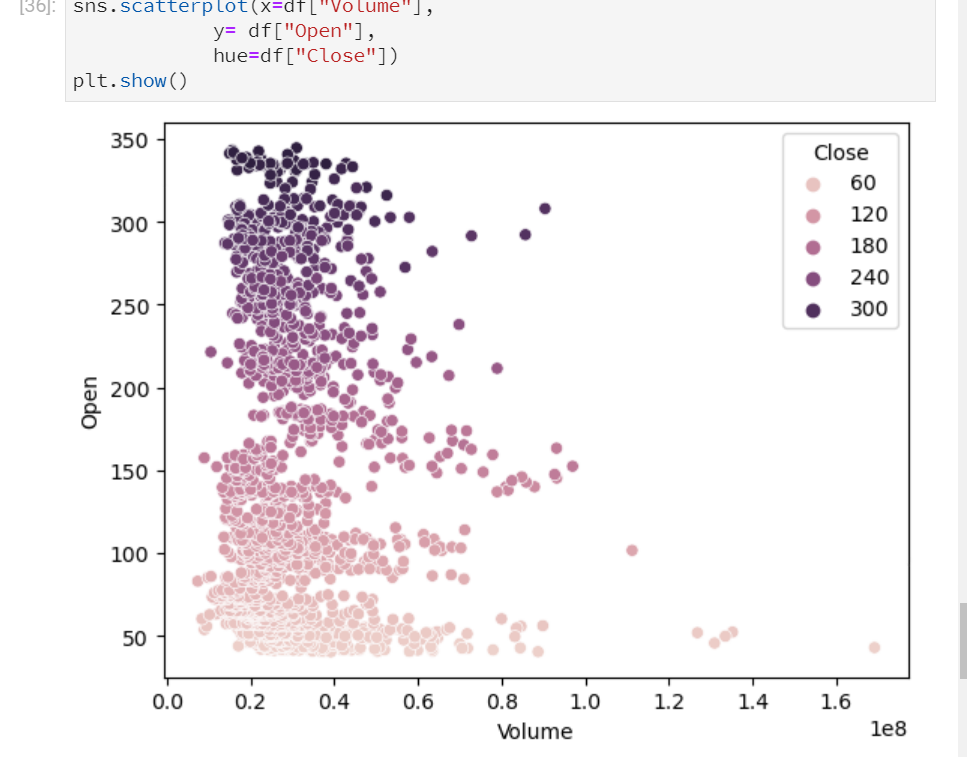 [36]: sns.scatterplot(x=df["Volume"],
y= df["Open"],
hue=df["Close"])
plt.show()
350
300
250
200
150
100
50
Open
Close
60
120
180
240
300
0.0 0.2 0.4 0.6 0.8 1.0 1.2 1.4 1.6
Volume
1e8